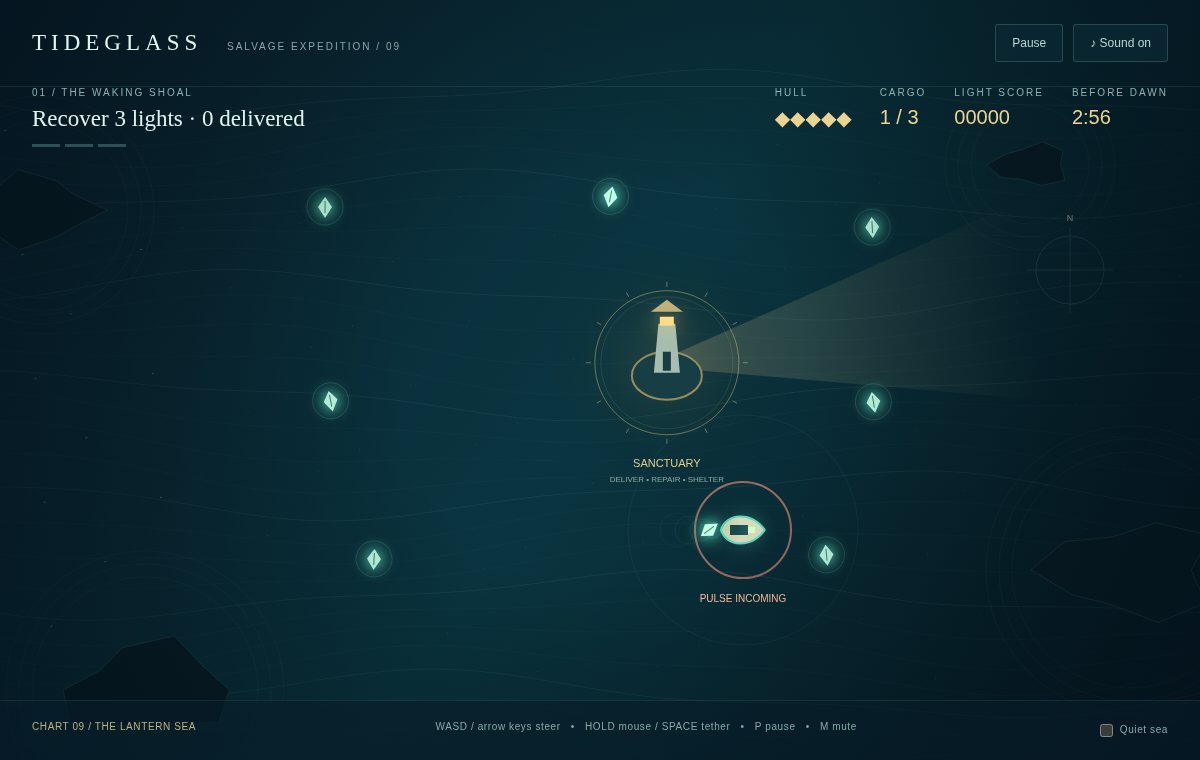 TIDEGLASS
SALVAGE EXPEDITION / 09
Pause
♪ Sound on
01 / THE WAKING SHOAL
Recover 3 lights · 0 delivered
HULL
CARGO
1 / 3
LIGHT SCORE
00000
BEFORE DAWN
2:56
N
SANCTUARY
DELIVER • REPAIR • SHELTER
PULSE INCOMING
CHART 09 / THE LANTERN SEA
WASD / arrow keys steer • HOLD mouse / SPACE tether • P pause • M mute
Quiet sea